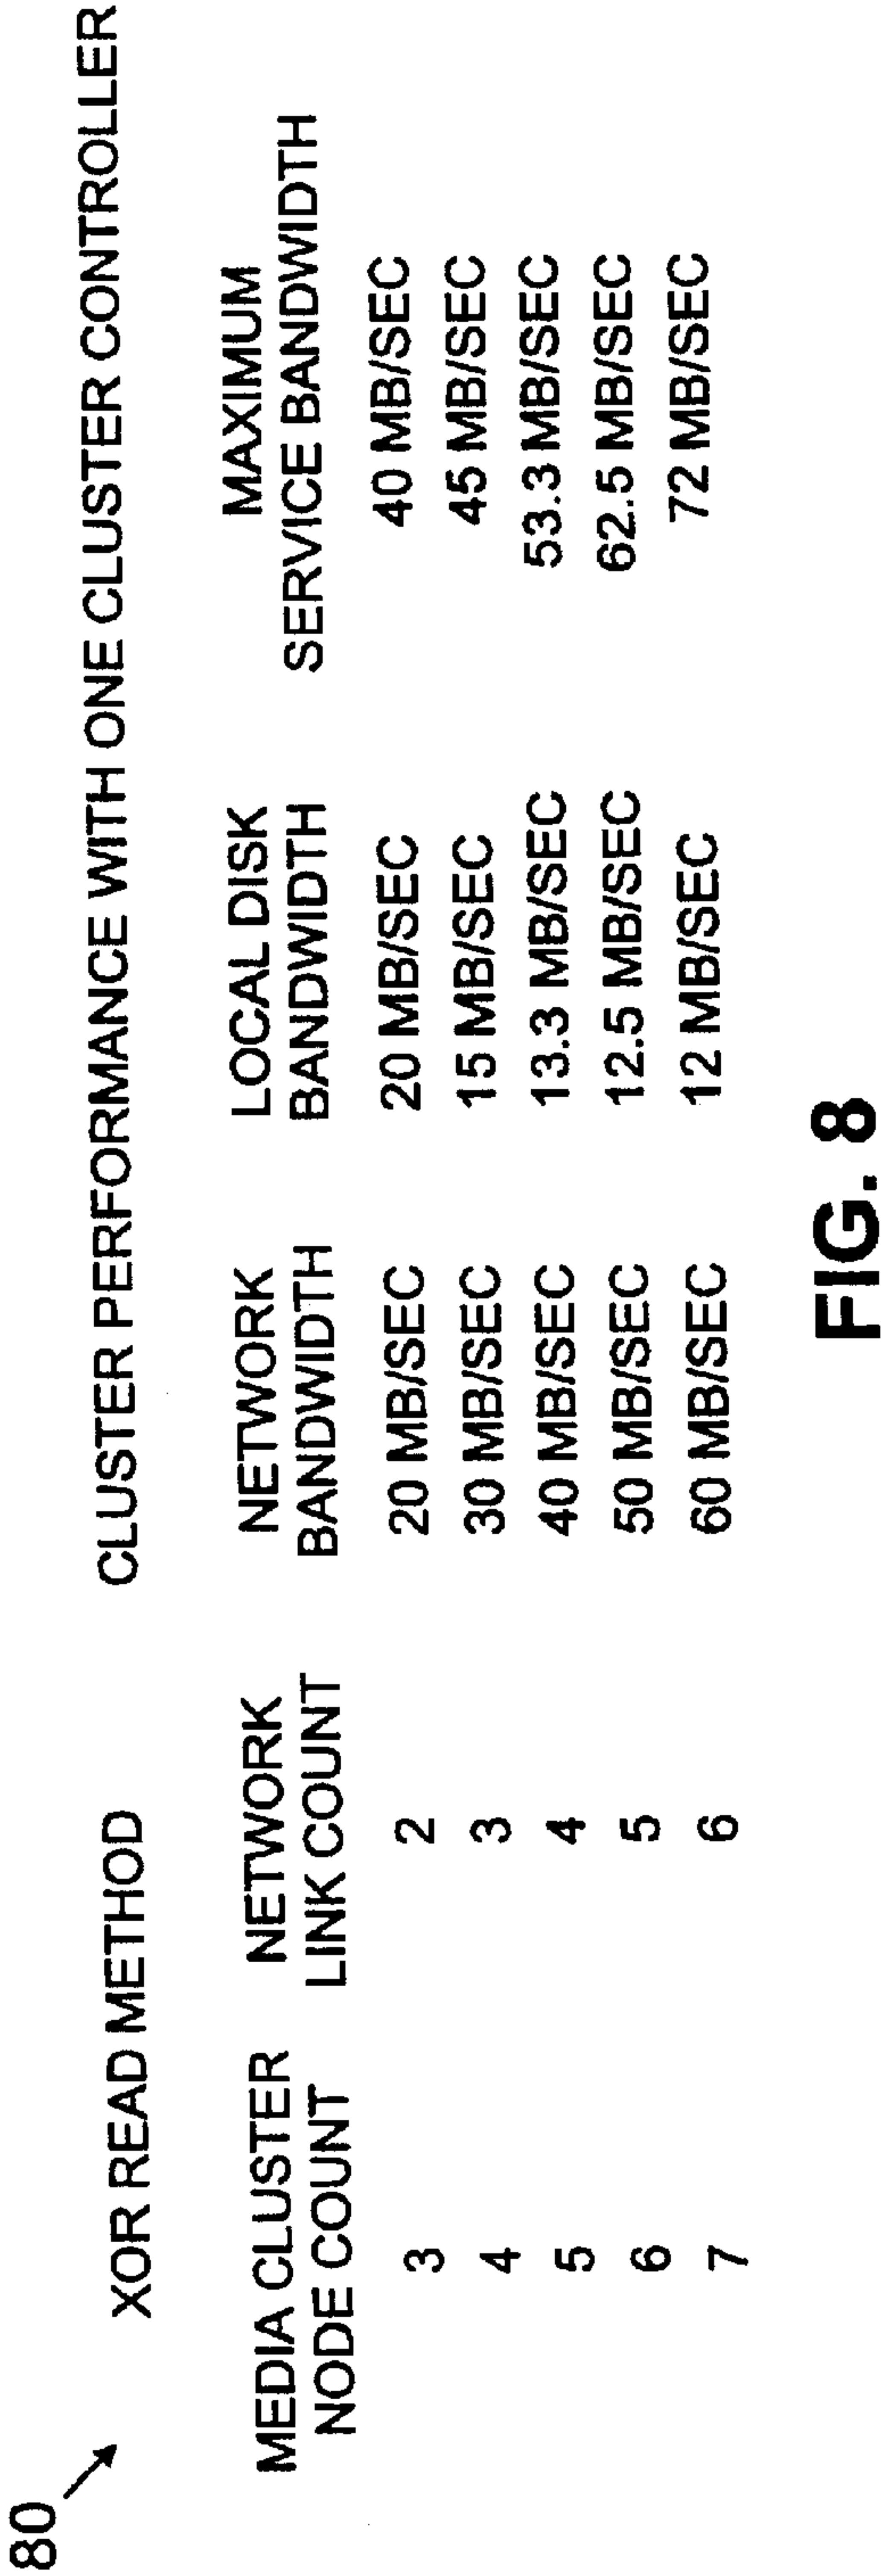 80
XOR READ METHOD CLUSTER PERFORMANCE WITH ONE CLUSTER CONTROLLER
MEDIA CLUSTER NETWORK NETWORK LOCAL DISK MAXIMUM
NODE COUNT LINK COUNT BANDWIDTH BANDWIDTH SERVICE BANDWIDTH
3 2 20 MB/SEC 20 MB/SEC 40 MB/SEC
4 3 30 MB/SEC 15 MB/SEC 45 MB/SEC
5 4 40 MB/SEC 13.3 MB/SEC 53.3 MB/SEC
6 5 50 MB/SEC 12.5 MB/SEC 62.5 MB/SEC
7 6 60 MB/SEC 12 MB/SEC 72 MB/SEC
FIG. 8